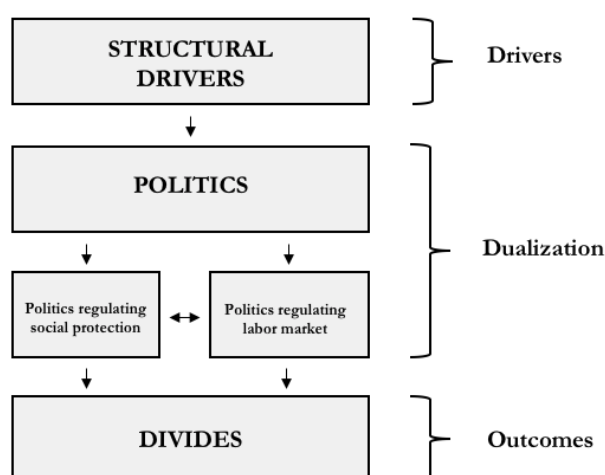 STRUCTURAL
DRIVERS
Drivers
POLITICS
Dualization
Politics regulating
social protection
Politics regulating
labor market
DIVIDES
Outcomes